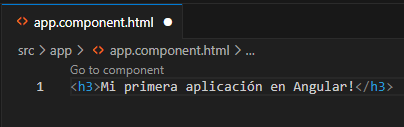 app.component.html
src > app > app.component.html > ...
Go to component
1 <h3>Mi primera aplicación en Angular!</h3>